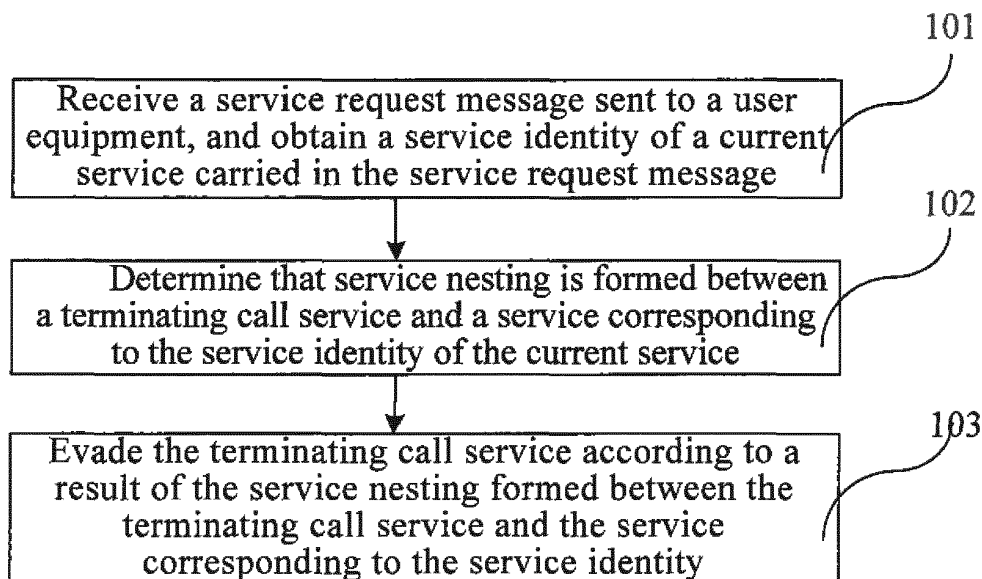 101
Receive a service request message sent to a user
equipment, and obtain a service identity of a current
service carried in the service request message
102
Determine that service nesting is formed between
a terminating call service and a service corresponding
to the service identity of the current service
103
Evade the terminating call service according to a
result of the service nesting formed between the
terminating call service and the service
corresponding to the service identity